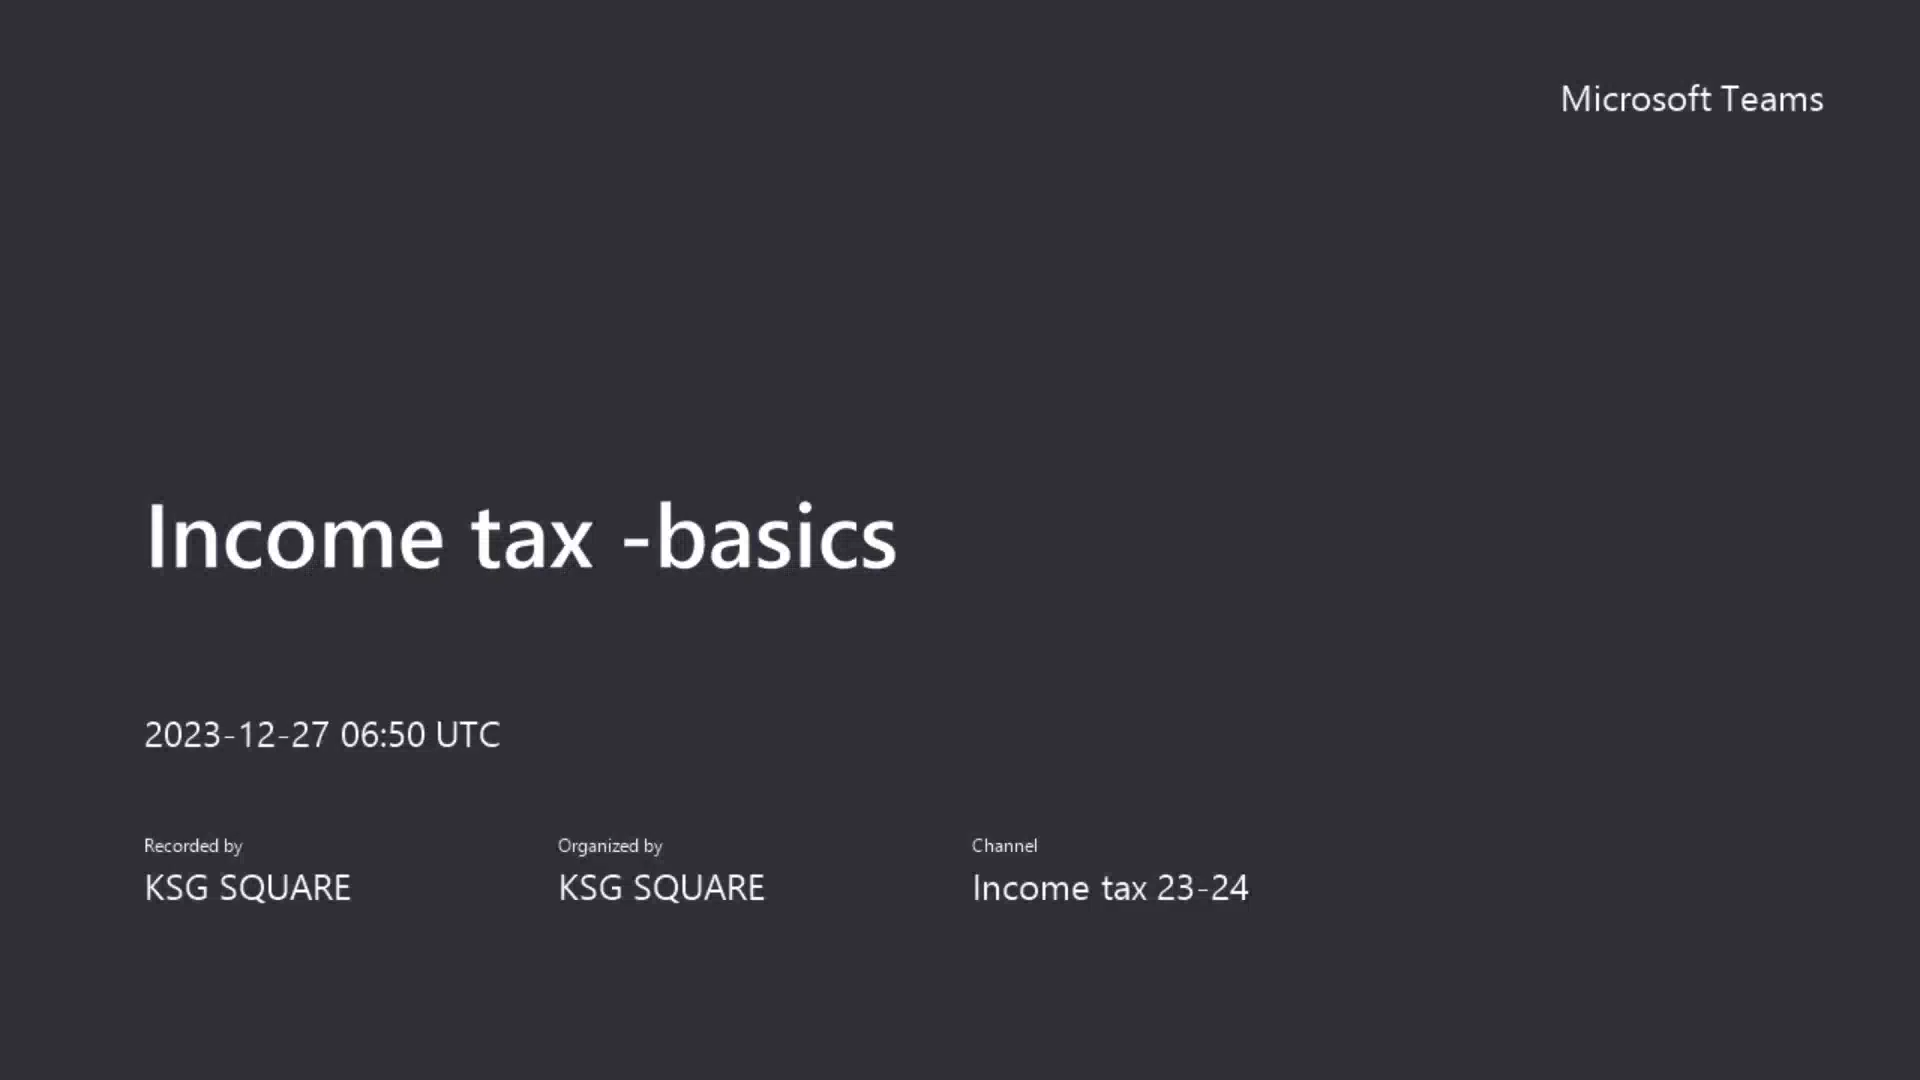 Microsoft Teams
Income tax -basics
2023-12-27 06:50 UTC
Recorded by
KSG SQUARE
Organized by
KSG SQUARE
Channel
Income tax 23-24